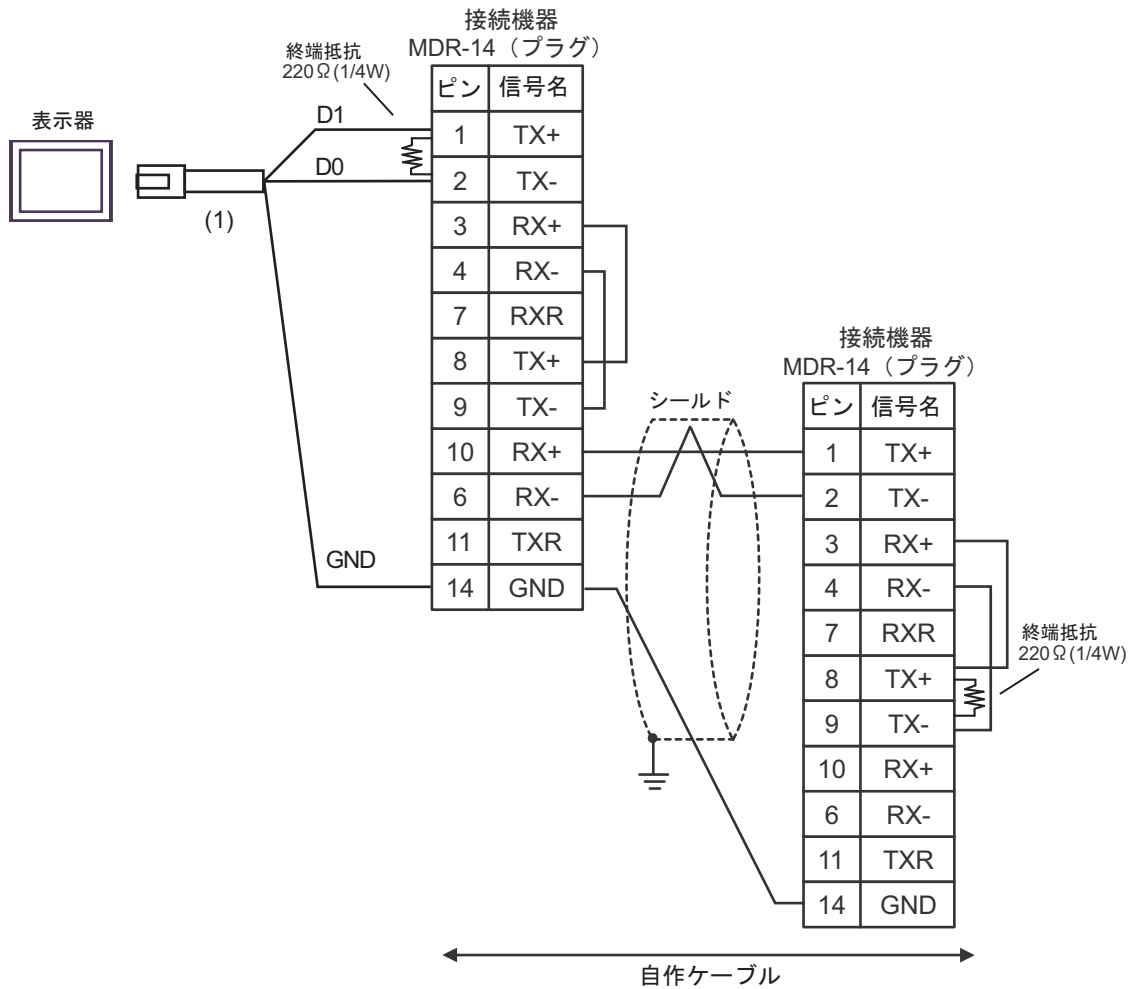 接続機器
MDR-14（プラグ）
終端抵抗
220Ω(1/4W)
ピン 信号名
表示器
D1
1 TX+
D0
2 TX-
(1)
3 RX+
4 RX-
7 RXR
8 TX+
9 TX-
10 RX+
6 RX-
11 TXR
GND
14 GND
シールド
接続機器
MDR-14（プラグ）
ピン 信号名
1 TX+
2 TX-
3 RX+
4 RX-
7 RXR
終端抵抗
220Ω(1/4W)
8 TX+
9 TX-
10 RX+
6 RX-
11 TXR
14 GND
自作ケーブル